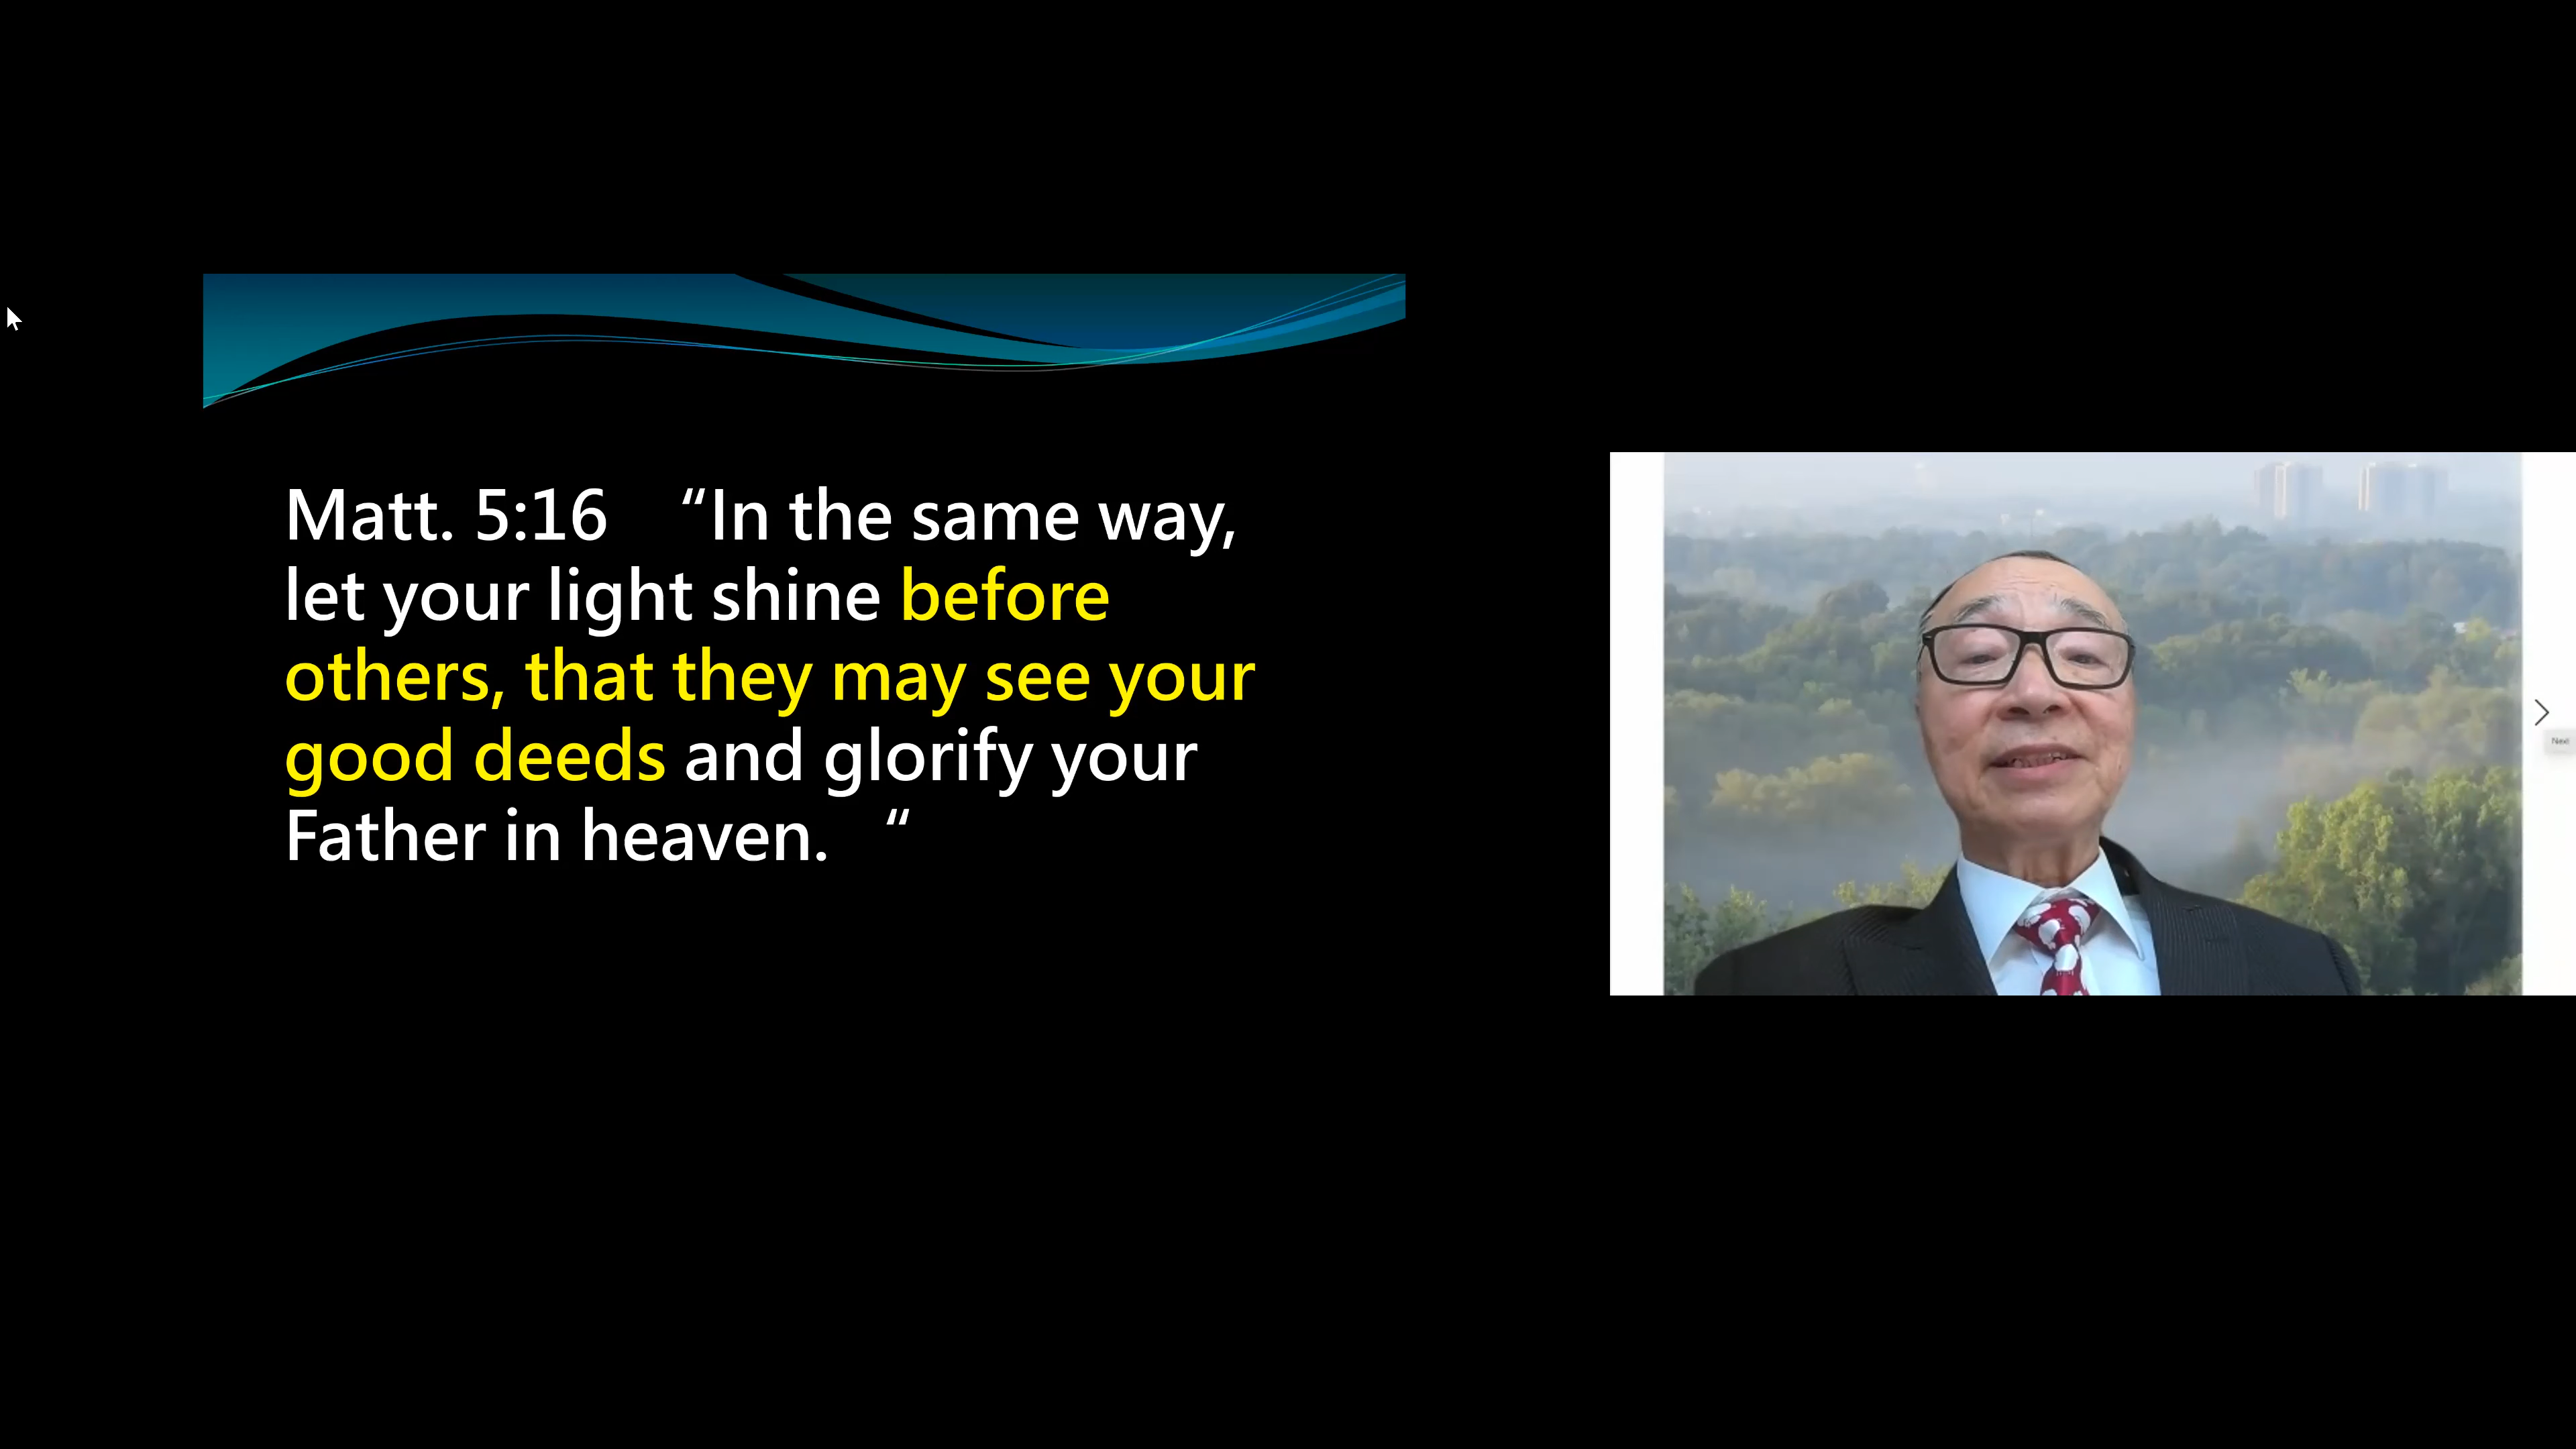 Matt. 5:16 “In the same way,
let your light shine before
others, that they may see your
good deeds and glorify your
Father in heaven. “
Next